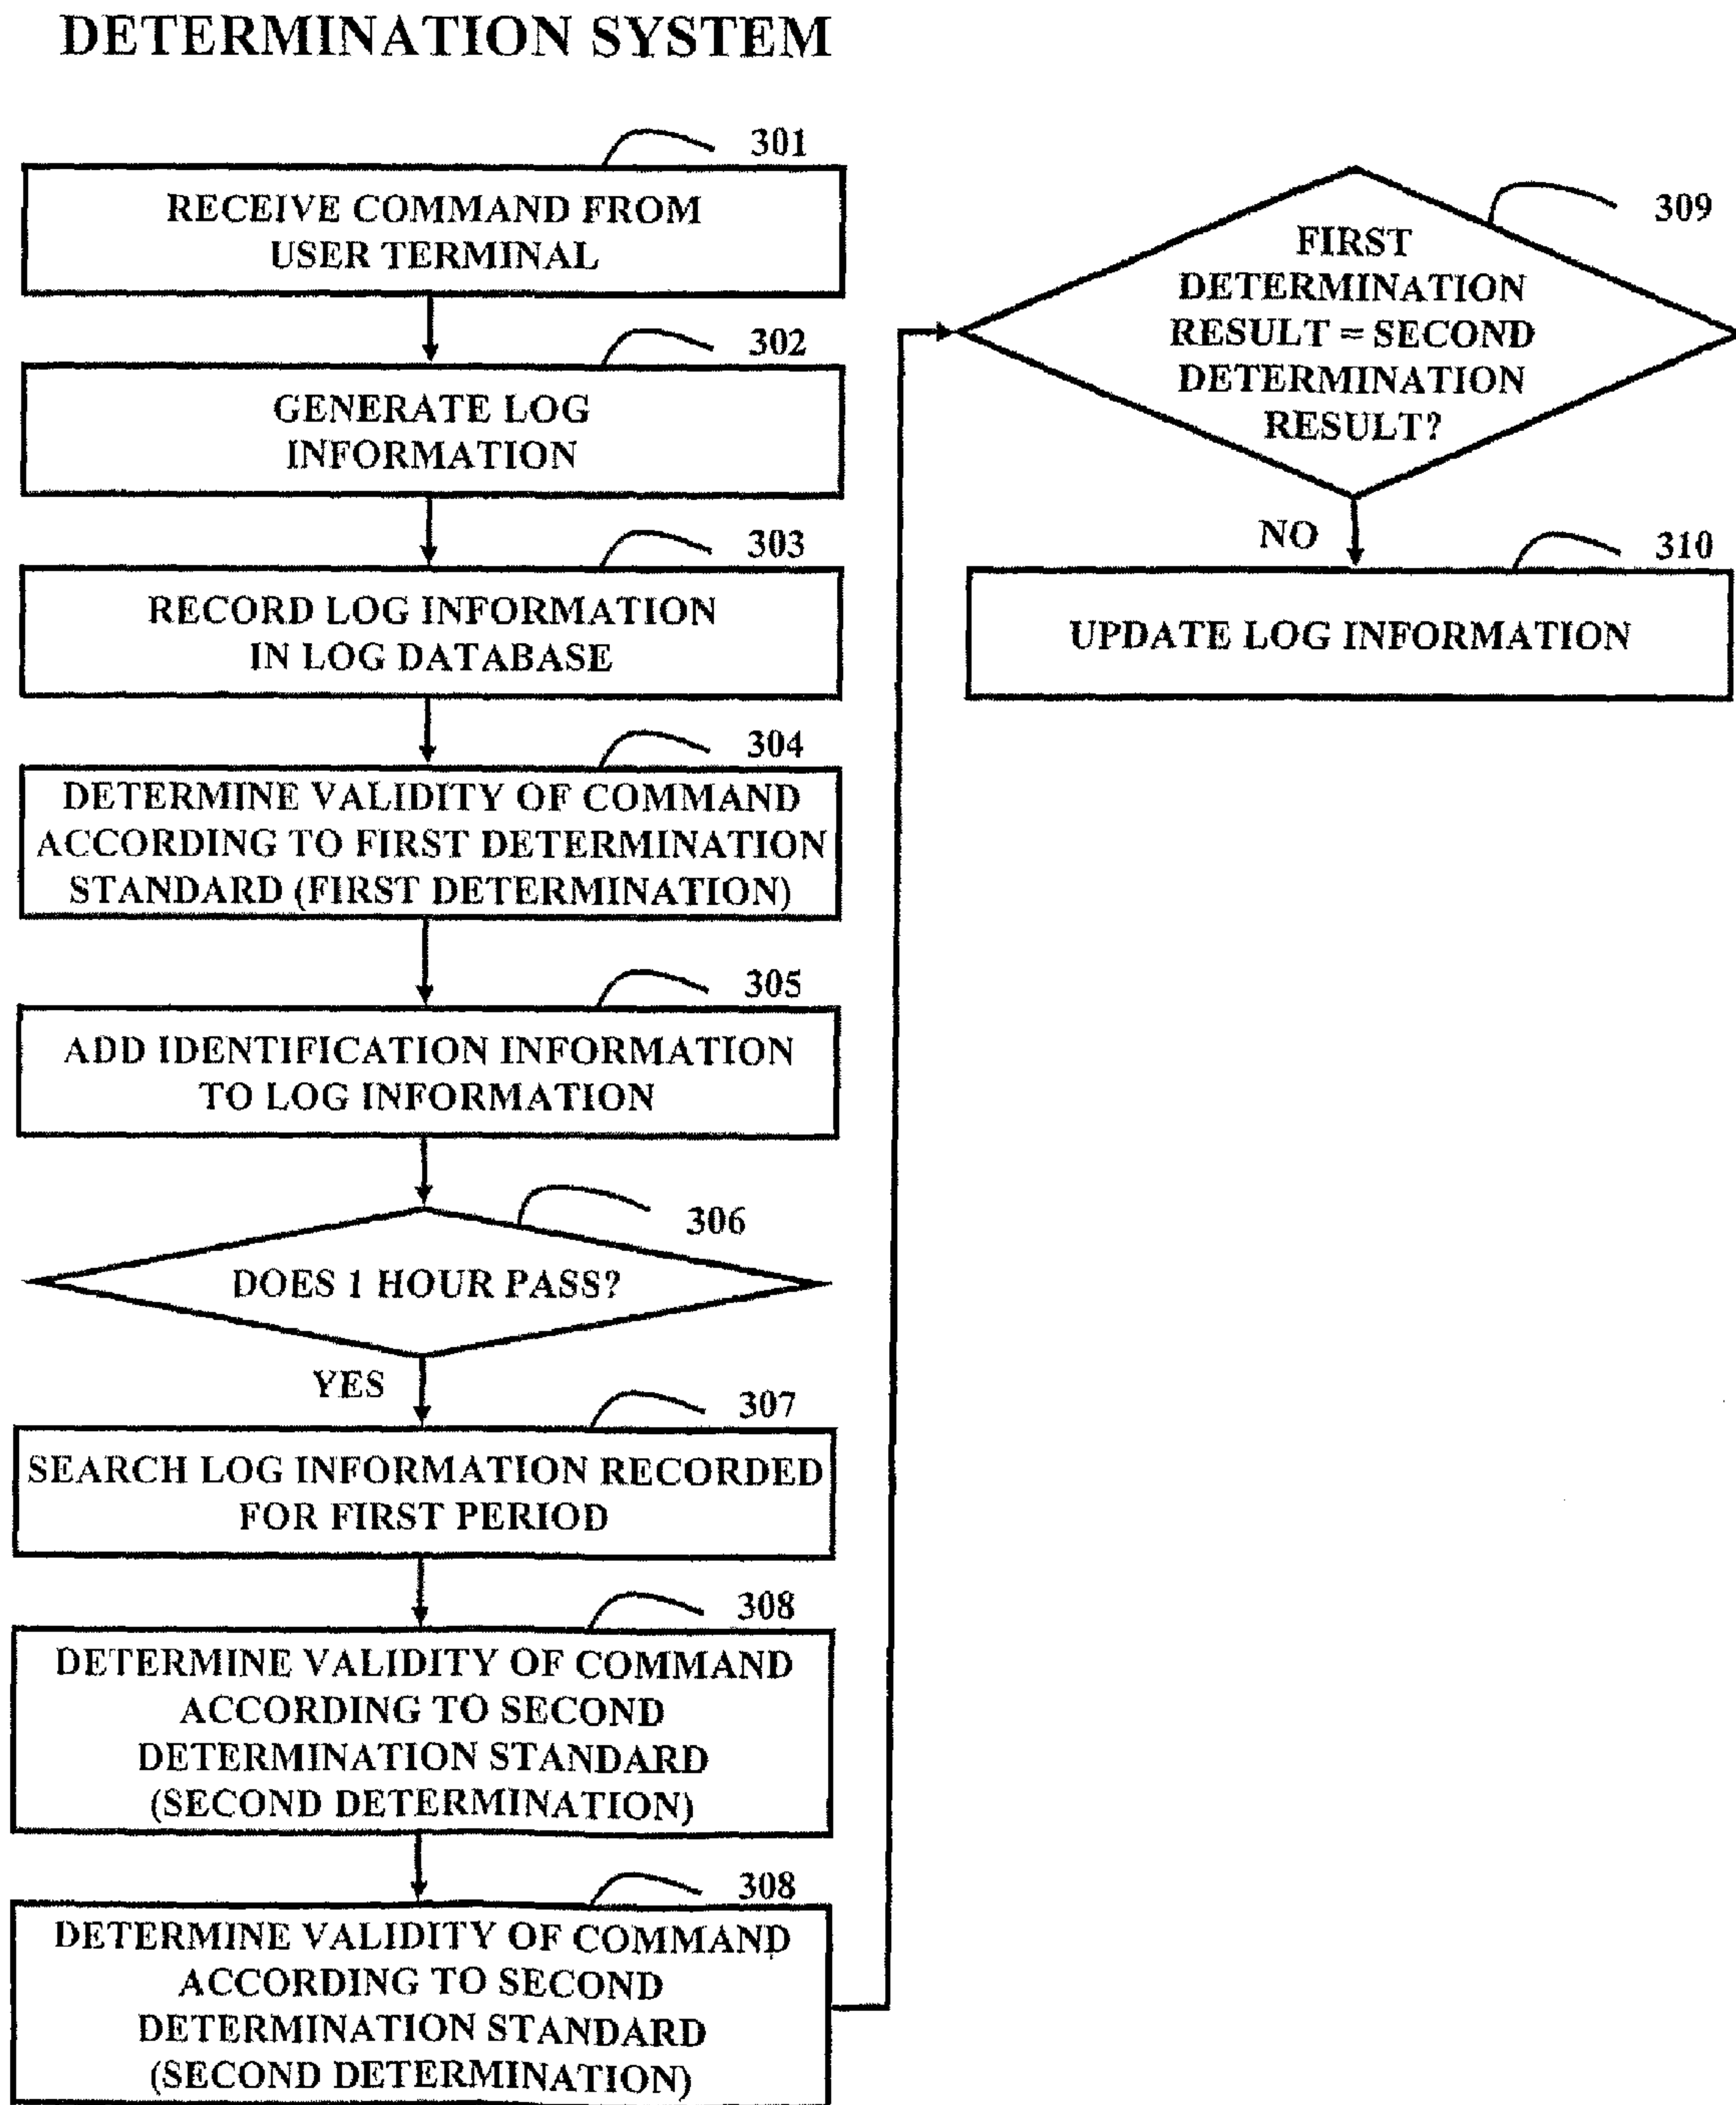 DETERMINATION SYSTEM
301
RECEIVE COMMAND FROM
USER TERMINAL
302
GENERATE LOG
INFORMATION
303
RECORD LOG INFORMATION
IN LOG DATABASE
304
DETERMINE VALIDITY OF COMMAND
ACCORDING TO FIRST DETERMINATION
STANDARD (FIRST DETERMINATION)
305
ADD IDENTIFICATION INFORMATION
TO LOG INFORMATION
306
DOES 1 HOUR PASS?
YES
307
SEARCH LOG INFORMATION RECORDED
FOR FIRST PERIOD
308
DETERMINE VALIDITY OF COMMAND
ACCORDING TO SECOND
DETERMINATION STANDARD
(SECOND DETERMINATION)
308
DETERMINE VALIDITY OF COMMAND
ACCORDING TO SECOND
DETERMINATION STANDARD
(SECOND DETERMINATION)
309
FIRST
DETERMINATION
RESULT = SECOND
DETERMINATION
RESULT?
NO
310
UPDATE LOG INFORMATION